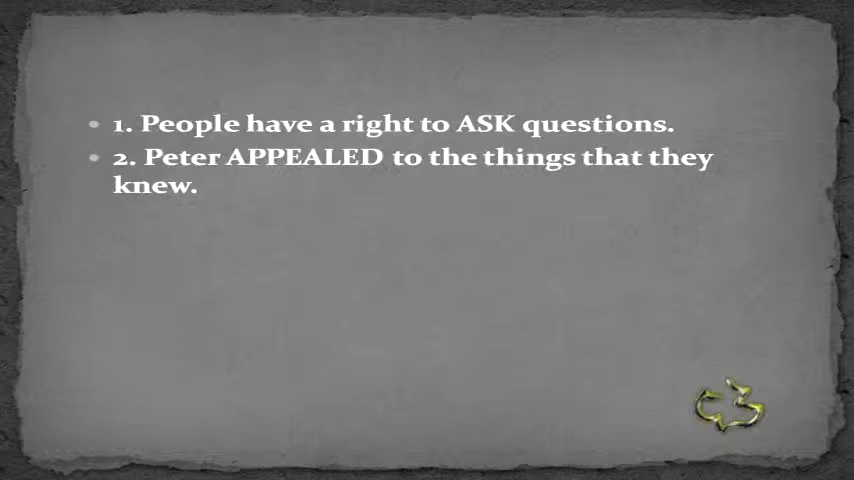 • 1. People have a right to ASK questions.
• 2. Peter APPEALED to the things that they
knew.